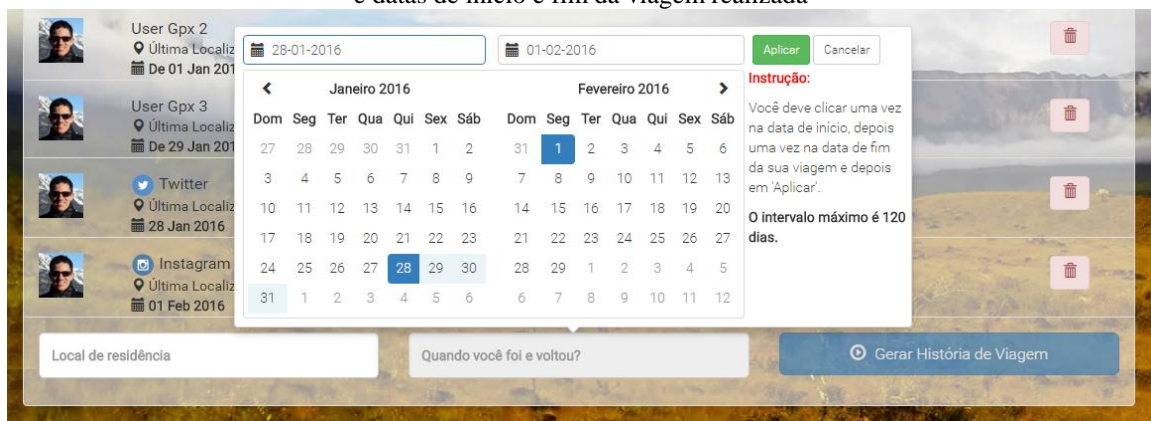 e datas de início e fim da viagem realizada
User Gpx 2
Última Localiz
De 01 Jan 201
User Gpx 3
Última Localiz
De 29 Jan 201
Twitter
Última Localiz
28 Jan 2016
Instagram
Última Localiz
01 Feb 2016
28-01-2016
01-02-2016
Aplicar Cancelar
Janeiro 2016
Dom Seg Ter Qua Qui Sex Sáb
27 28 29 30 31 1 2
3 4 5 6 7 8 9
10 11 12 13 14 15 16
17 18 19 20 21 22 23
24 25 26 27 28 29 30
31 1 2 3 4 5 6
Fevereiro 2016
Dom Seg Ter Qua Qui Sex Sáb
31 1 2 3 4 5 6
7 8 9 10 11 12 13
14 15 16 17 18 19 20
21 22 23 24 25 26 27
28 29 1 2 3 4 5
6 7 8 9 10 11 12
Instrução:
Você deve clicar uma vez
na data de início, depois
uma vez na data de fim
da sua viagem e depois
em 'Aplicar'.
O intervalo máximo é 120
dias.
Local de residência
Quando você foi e voltou?
Gerar História de Viagem